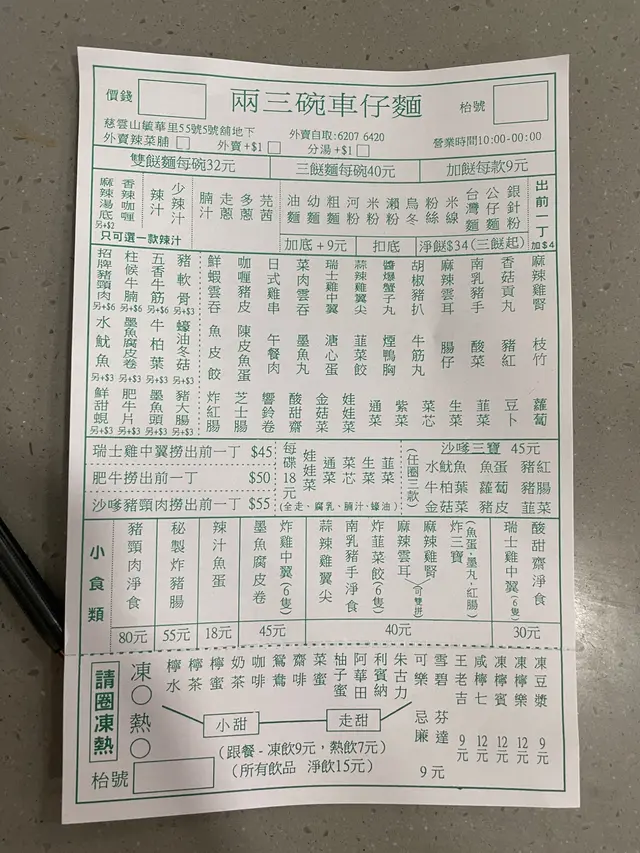 價錢
兩三碗車仔麵
枱號
慈雲山毓華里55號5號舖地下
外賣自取:6207 6420
營業時間10:00-00:00
外賣辣菜脯
外賣+$1
分湯+$1
雙餸麵每碗32元
三餸麵每碗40元
加餸每款9元
麻辣湯底 另+$2
香辣咖喱
辣汁
少辣汁
只可選一款辣汁
腩汁
走蔥
多蔥
芫茜
油麵
幼麵
粗麵
河粉
米粉
瀨粉
烏冬
粉絲
米線
台灣麵
公仔麵
銀針粉
出前一丁 加$4
加底+9元
扣底
淨餸$34(三餸起)
招牌豬頸肉 另+$6
柱候牛腩 另+$6
五香牛筋 另+$6
豬軟骨 另+$3
鮮蝦雲吞
咖喱豬皮
日式雞串
菜肉雲吞
瑞士雞中翼
蒜辣雞翼尖
醬爆蟹子丸
胡椒豬扒
麻辣雲耳
南乳豬手
香菇貢丸
麻辣雞腎
水魷魚 另+$3
墨魚腐皮卷 另+$3
牛柏葉 另+$3
蠔油冬菇 另+$3
魚皮餃
陳皮魚蛋
午餐肉
墨魚丸
溏心蛋
韮菜餃
煙鴨胸
牛筋丸
腸仔
酸菜
豬紅
枝竹
鮮甜蜆 另+$3
肥牛片 另+$3
墨魚頭 另+$3
豬大腸 另+$3
炸紅腸
芝士腸
響鈴卷
酸甜齋
金菇菜
娃娃菜
通菜
紫菜
菜芯
生菜
韮菜
豆卜
蘿蔔
瑞士雞中翼撈出前一丁 $45
肥牛撈出前一丁 $50
沙嗲豬頸肉撈出前一丁 $55
每碟18元
娃娃菜
通菜
菜芯
生菜
韮菜
(全走、腐乳、腩汁、蠔油)
(任圈三款)
沙嗲三寶 45元
水魷魚 魚蛋 豬紅
牛柏葉 蘿蔔 豬腸
金菇菜 豬皮 韮菜
小食類
豬頸肉淨食
80元
秘製炸豬腸
55元
辣汁魚蛋
18元
墨魚腐皮卷
炸雞中翼(6隻)
45元
蒜辣雞翼尖
南乳豬手淨食
炸韮菜餃(6隻)
麻辣雲耳
麻辣雞腎
可雙拼
炸三寶
(魚蛋·墨丸·紅腸)
40元
瑞士雞中翼(6隻)
酸甜齋淨食
30元
請圈凍熱
凍
熱
檸水
檸茶
檸蜜
奶茶
咖啡
鴛鴦
齋啡
菜蜜
柚子蜜
阿華田
利賓納
朱古力
小甜
走甜
(跟餐 - 凍飲9元，熱飲7元)
(所有飲品 淨飲15元)
可樂
雪碧
忌廉
芬達
9元
王老吉 9元
咸檸七 12元
凍檸賓 12元
凍檸樂 12元
凍豆漿 9元
枱號